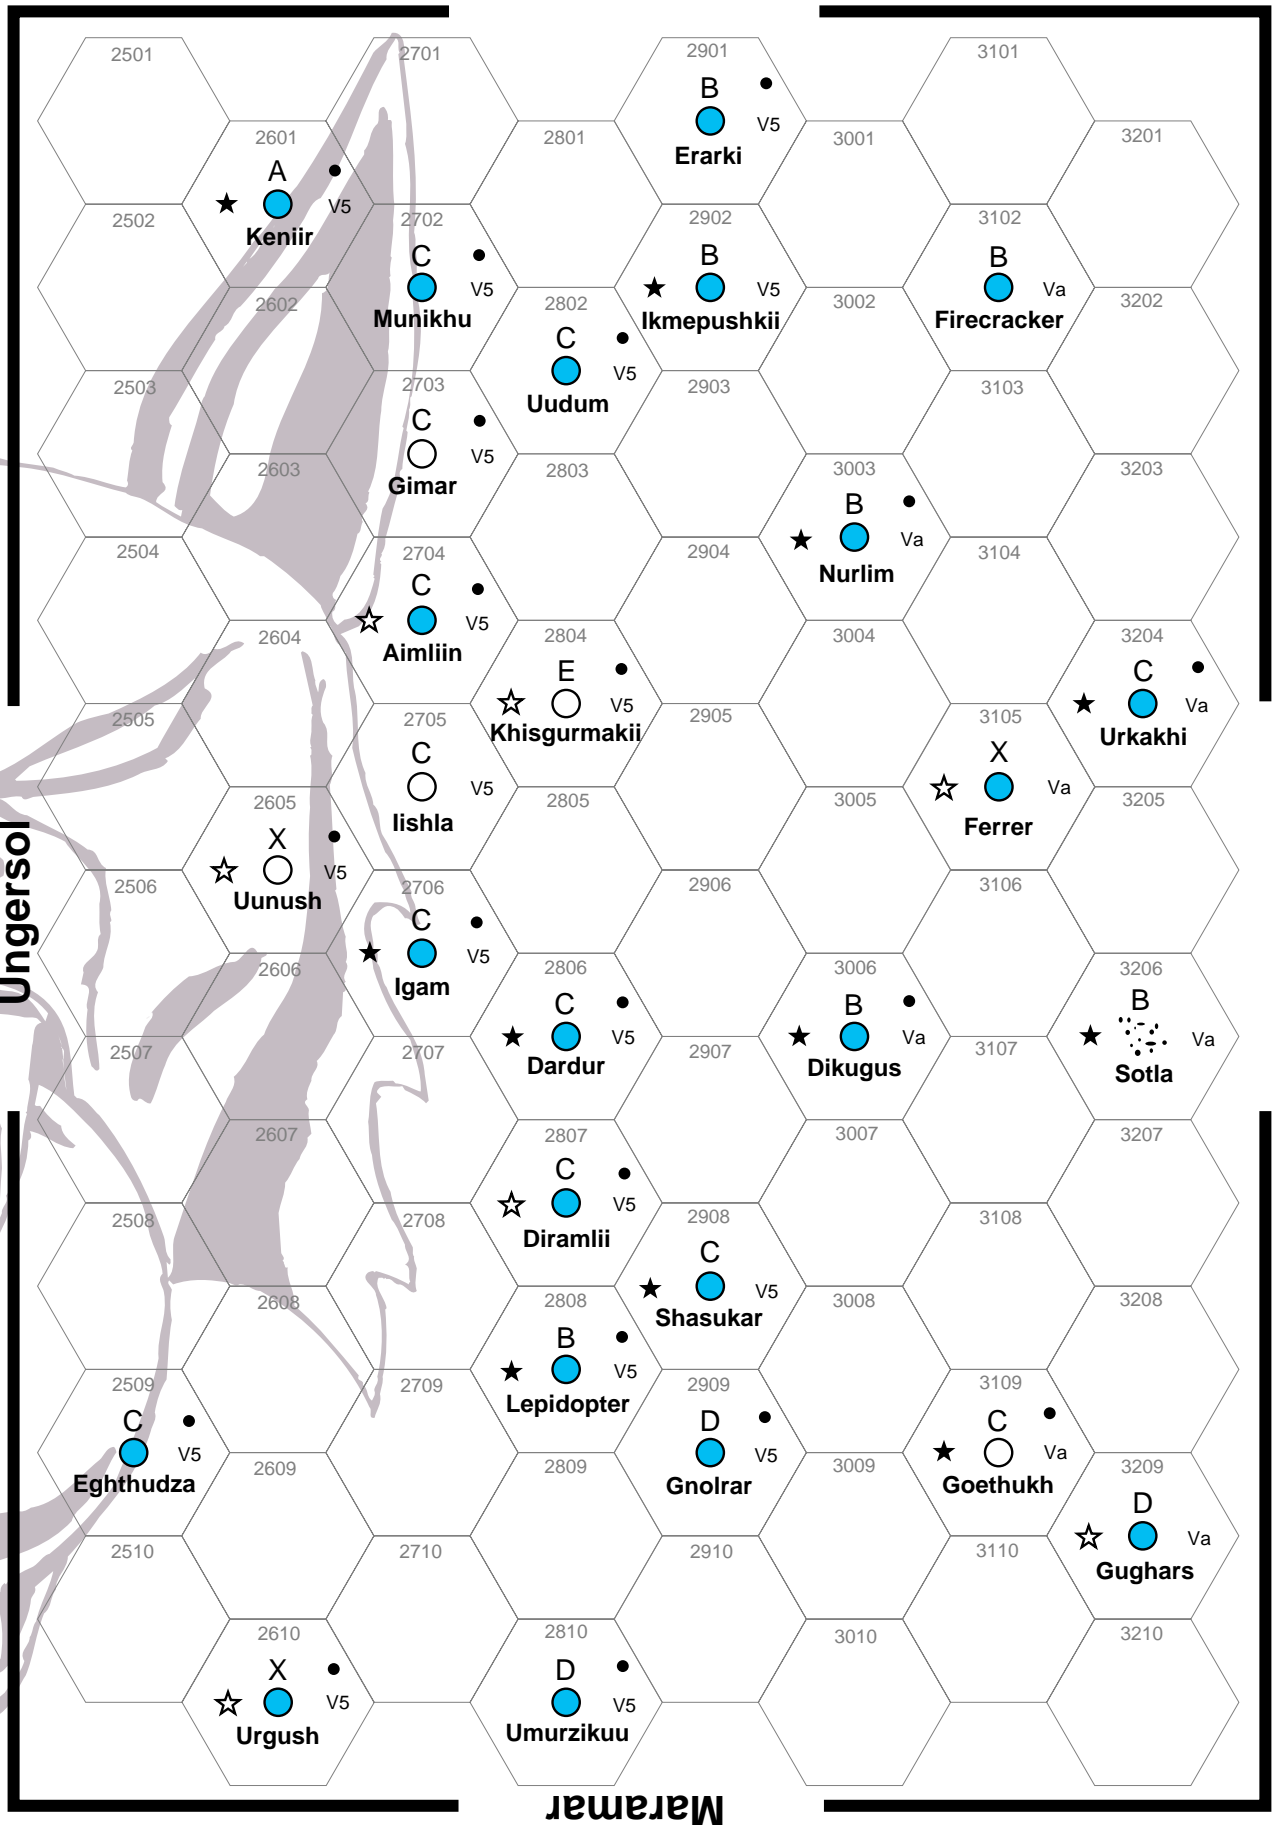 2501
2701
2901
B
V5
Erarki
3101
2601
A
V5
Keniir
2801
3001
3201
2502
2702
C
V5
Munikhu
2902
B
V5
Ikmepushkii
3102
B
Va
Firecracker
2602
2802
C
V5
Uudum
3002
3202
2503
2703
C
V5
Gimar
2903
3103
2603
2803
3003
B
Va
Nurlim
3203
2504
2704
C
V5
Aimliin
2904
3104
2604
2804
E
V5
Khisgurmakii
3004
3204
C
Va
Urkakhi
2505
2705
C
V5
Iishla
2905
3105
X
Va
Ferrer
2605
X
V5
Uunush
2805
3005
3205
Ungersol
2506
2706
C
V5
Igam
2906
3106
2606
2806
C
V5
Dardur
3006
B
Va
Dikugus
3206
B
Va
Sotla
2507
2707
2907
3107
2607
2807
C
V5
Diramlii
3007
3207
2508
2708
2908
C
V5
Shasukar
3108
2608
2808
B
V5
Lepidopter
3008
3208
2509
C
V5
Eghthudza
2709
2909
D
V5
Gnolrar
3109
C
Va
Goethukh
2609
2809
3009
3209
D
Va
Gughars
2510
2710
2910
3110
2610
X
V5
Urgush
2810
D
V5
Umurzikuu
3010
3210
Maramar